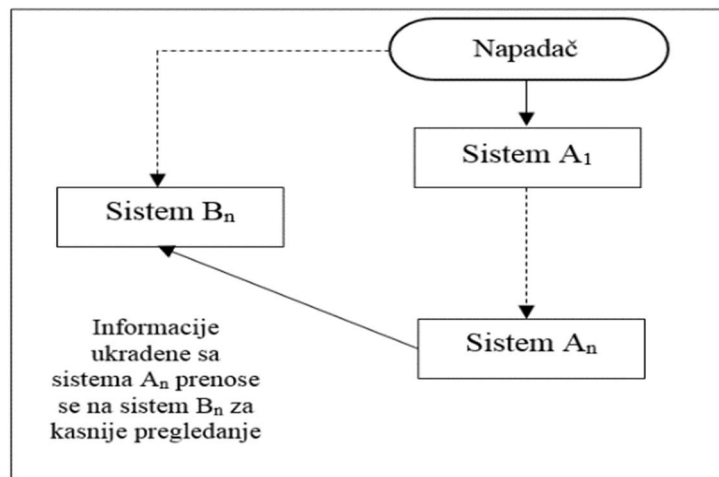 Napadač
Sistem A₁
Sistem Bₙ
Sistem Aₙ
Informacije
ukradene sa
sistema Aₙ prenose
se na sistem Bₙ za
kasnije pregledanje